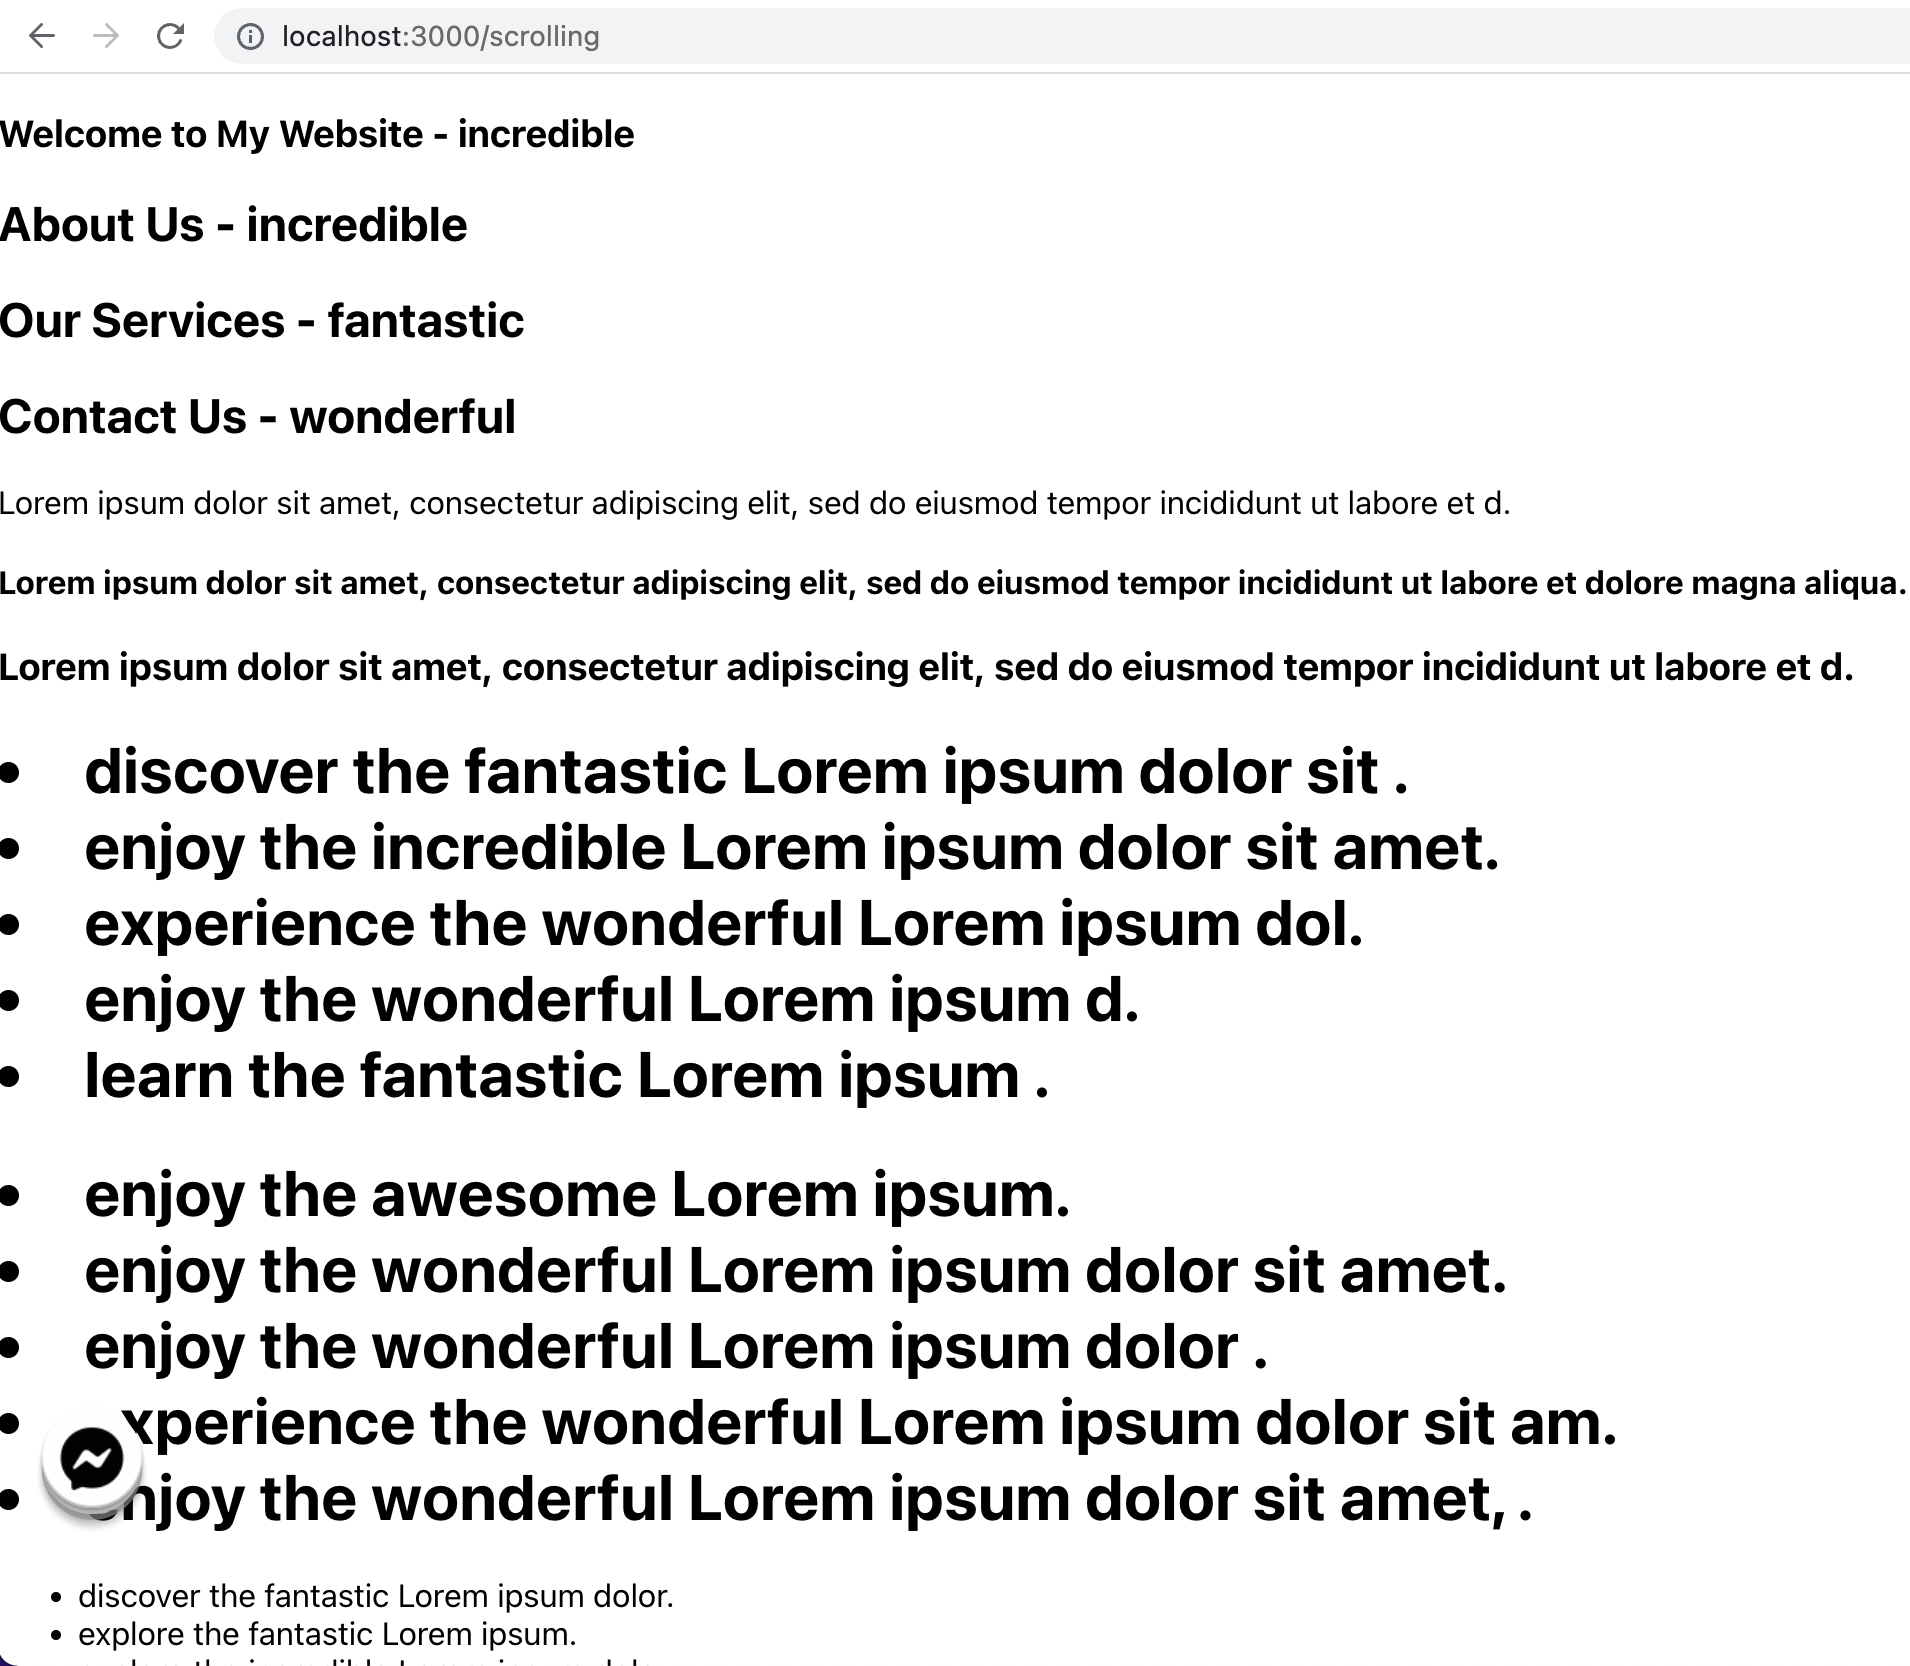 localhost:3000/scrolling
Welcome to My Website - incredible
About Us - incredible
Our Services - fantastic
Contact Us - wonderful
Lorem ipsum dolor sit amet, consectetur adipiscing elit, sed do eiusmod tempor incididunt ut labore et d.
Lorem ipsum dolor sit amet, consectetur adipiscing elit, sed do eiusmod tempor incididunt ut labore et dolore magna aliqua.
Lorem ipsum dolor sit amet, consectetur adipiscing elit, sed do eiusmod tempor incididunt ut labore et d.
• discover the fantastic Lorem ipsum dolor sit .
• enjoy the incredible Lorem ipsum dolor sit amet.
• experience the wonderful Lorem ipsum dol.
• enjoy the wonderful Lorem ipsum d.
• learn the fantastic Lorem ipsum .
• enjoy the awesome Lorem ipsum.
• enjoy the wonderful Lorem ipsum dolor sit amet.
• enjoy the wonderful Lorem ipsum dolor .
• xperience the wonderful Lorem ipsum dolor sit am.
• njoy the wonderful Lorem ipsum dolor sit amet, .
• discover the fantastic Lorem ipsum dolor.
• explore the fantastic Lorem ipsum.